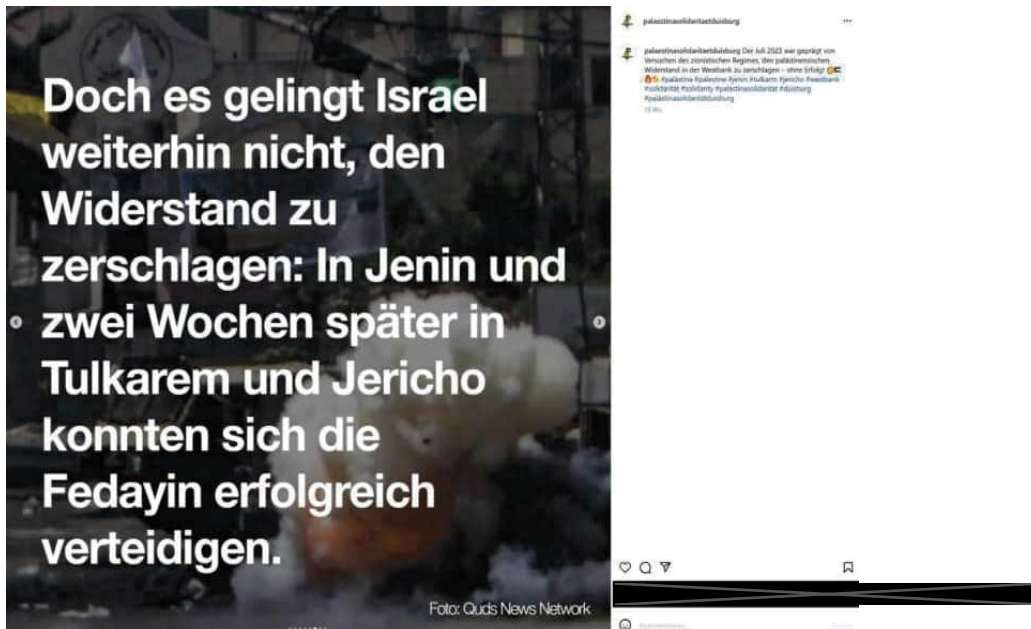 Doch es gelingt Israel
weiterhin nicht, den
Widerstand zu
zerschlagen: In Jenin und
zwei Wochen später in
Tulkarem und Jericho
konnten sich die
Fedayin erfolgreich
verteidigen.
Foto: Quds News Network
palaestinasolidaritaetduisburg
palaestinasolidaritaetduisburg Der Juli 2023 war geprägt von
Versuchen des zionistischen Regimes, den palästinensischen
Widerstand in der Westbank zu zerschlagen – ohne Erfolg!
#palästina #palestine #jenin #tulkarm #jericho #westbank
#solidarität #solidarity #palästinasolidarität #duisburg
#palästinasolidaritätduisburg
Kommentieren...